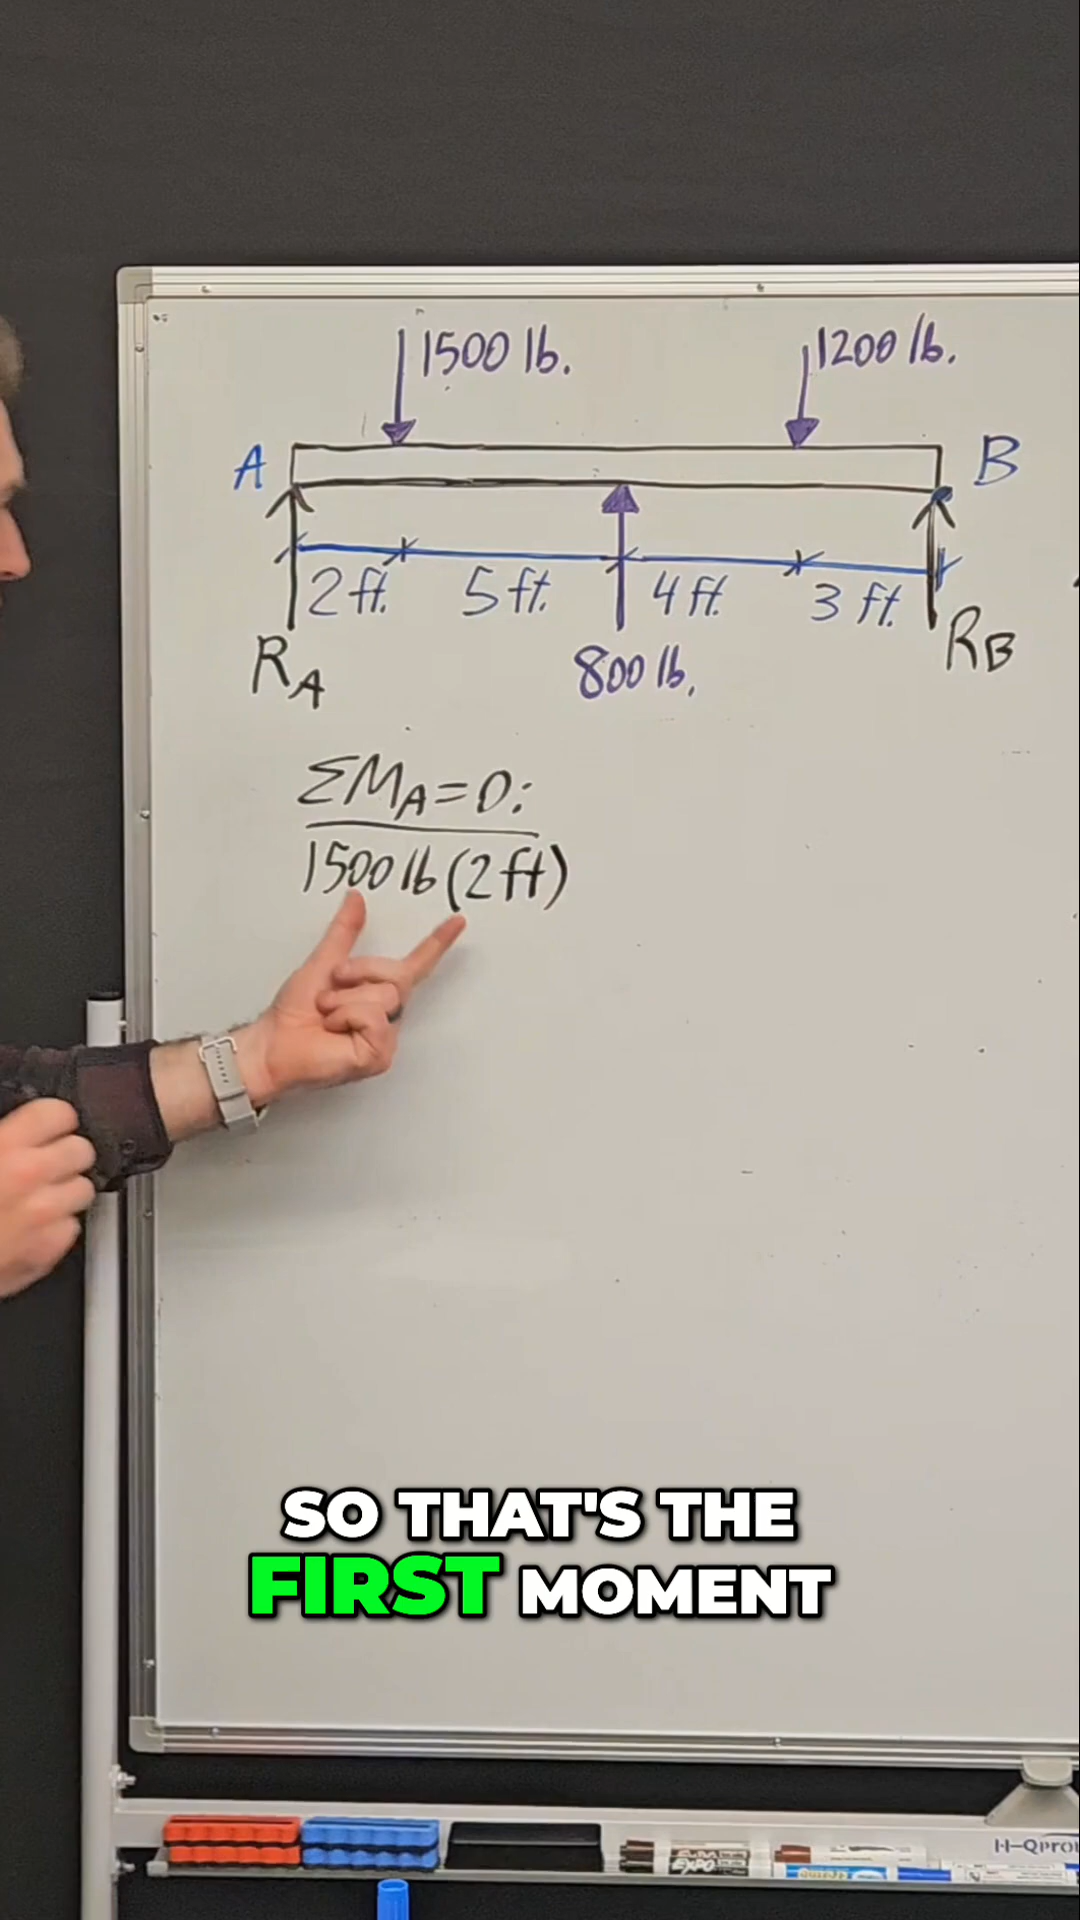 1500 lb.
1200 lb.
A
B
2 ft.
5 ft.
4 ft.
3 ft.
RA
800 lb.
RB
ΣMA = 0:
1500 lb (2 ft)
SO THAT'S THE
FIRST MOMENT
EXPO